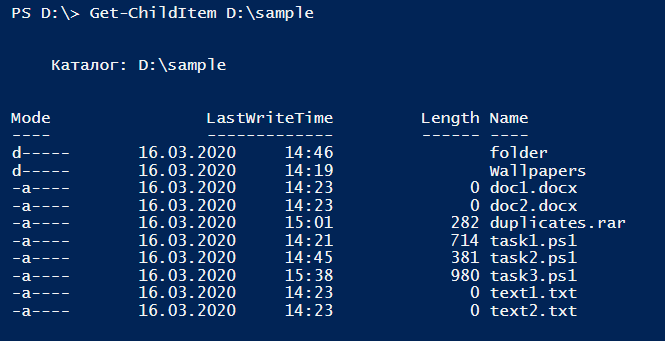 PS D:\> Get-ChildItem D:\sample
Каталог: D:\sample
Mode LastWriteTime Length Name
---- ------------- ------ ----
d----- 16.03.2020 14:46 folder
d----- 16.03.2020 14:19 Wallpapers
-a---- 16.03.2020 14:23 0 doc1.docx
-a---- 16.03.2020 14:23 0 doc2.docx
-a---- 16.03.2020 15:01 282 duplicates.rar
-a---- 16.03.2020 14:21 714 task1.ps1
-a---- 16.03.2020 14:45 381 task2.ps1
-a---- 16.03.2020 15:38 980 task3.ps1
-a---- 16.03.2020 14:23 0 text1.txt
-a---- 16.03.2020 14:23 0 text2.txt